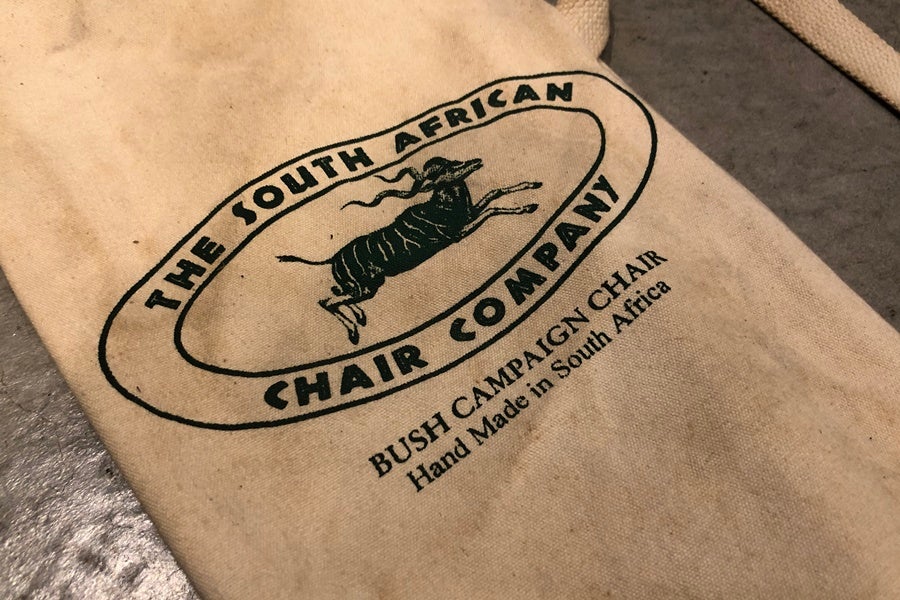 THE SOUTH AFRICAN
CHAIR COMPANY
BUSH CAMPAIGN CHAIR
Hand Made in South Africa